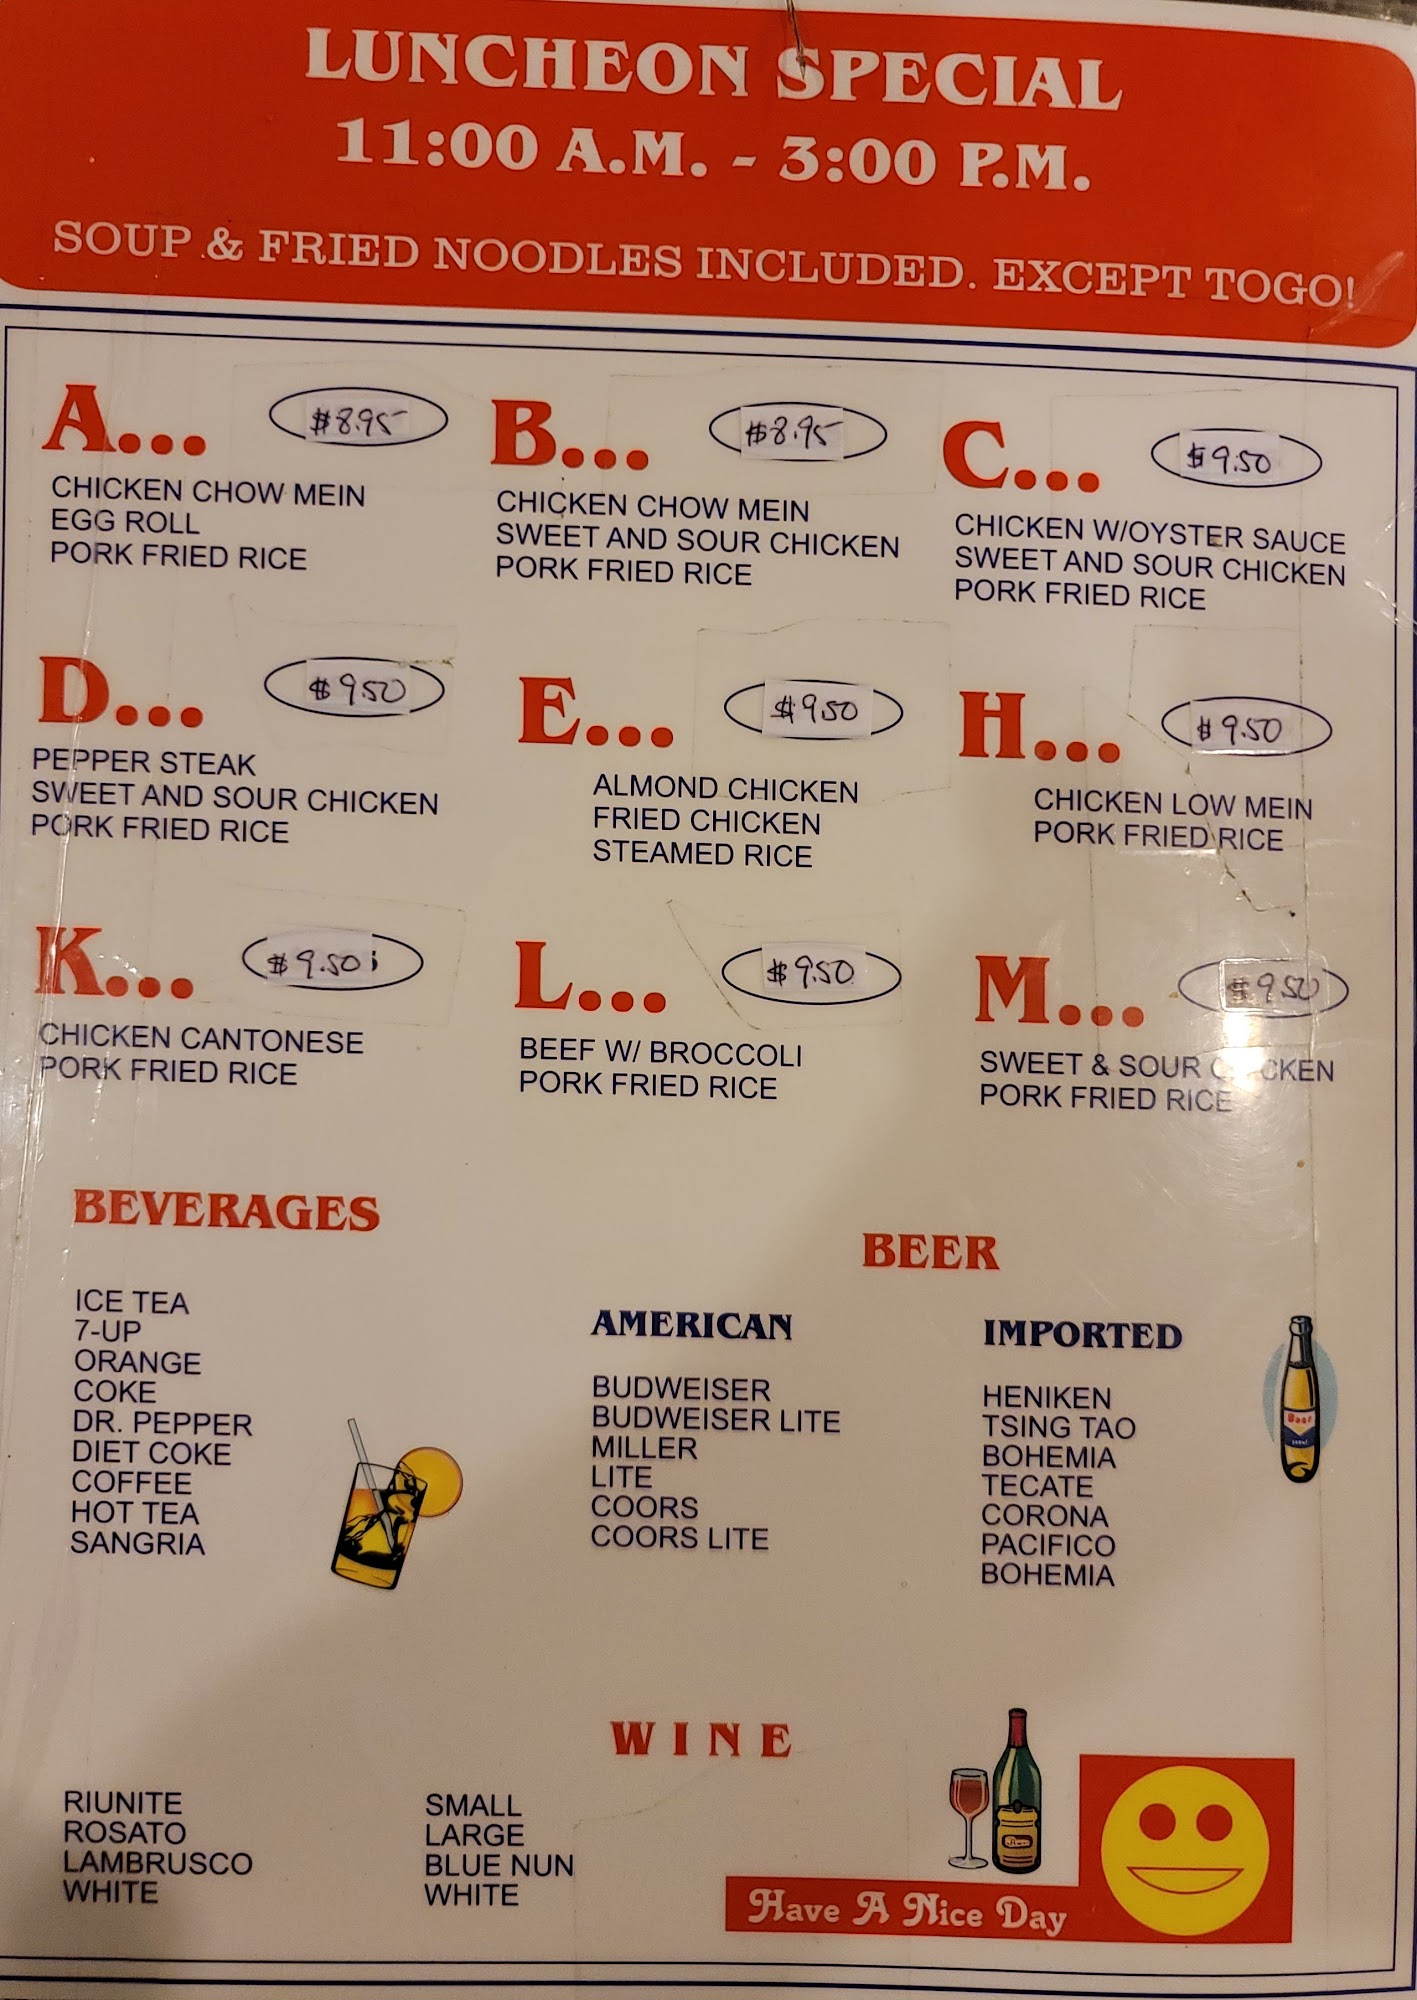 LUNCHEON SPECIAL
11:00 A.M. - 3:00 P.M.
SOUP & FRIED NOODLES INCLUDED. EXCEPT TOGO!
A... $8.95
CHICKEN CHOW MEIN
EGG ROLL
PORK FRIED RICE
B... $8.95
CHICKEN CHOW MEIN
SWEET AND SOUR CHICKEN
PORK FRIED RICE
C... $9.50
CHICKEN W/OYSTER SAUCE
SWEET AND SOUR CHICKEN
PORK FRIED RICE
D... $9.50
PEPPER STEAK
SWEET AND SOUR CHICKEN
PORK FRIED RICE
E... $9.50
ALMOND CHICKEN
FRIED CHICKEN
STEAMED RICE
H... $9.50
CHICKEN LOW MEIN
PORK FRIED RICE
K... $9.50
CHICKEN CANTONESE
PORK FRIED RICE
L... $9.50
BEEF W/ BROCCOLI
PORK FRIED RICE
M... $9.50
SWEET & SOUR CHICKEN
PORK FRIED RICE
BEVERAGES
ICE TEA
7-UP
ORANGE
COKE
DR. PEPPER
DIET COKE
COFFEE
HOT TEA
SANGRIA
BEER
AMERICAN
BUDWEISER
BUDWEISER LITE
MILLER
LITE
COORS
COORS LITE
IMPORTED
HENIKEN
TSING TAO
BOHEMIA
TECATE
CORONA
PACIFICO
BOHEMIA
Beer
WINE
RIUNITE
ROSATO
LAMBRUSCO
WHITE
SMALL
LARGE
BLUE NUN
WHITE
Have A Nice Day